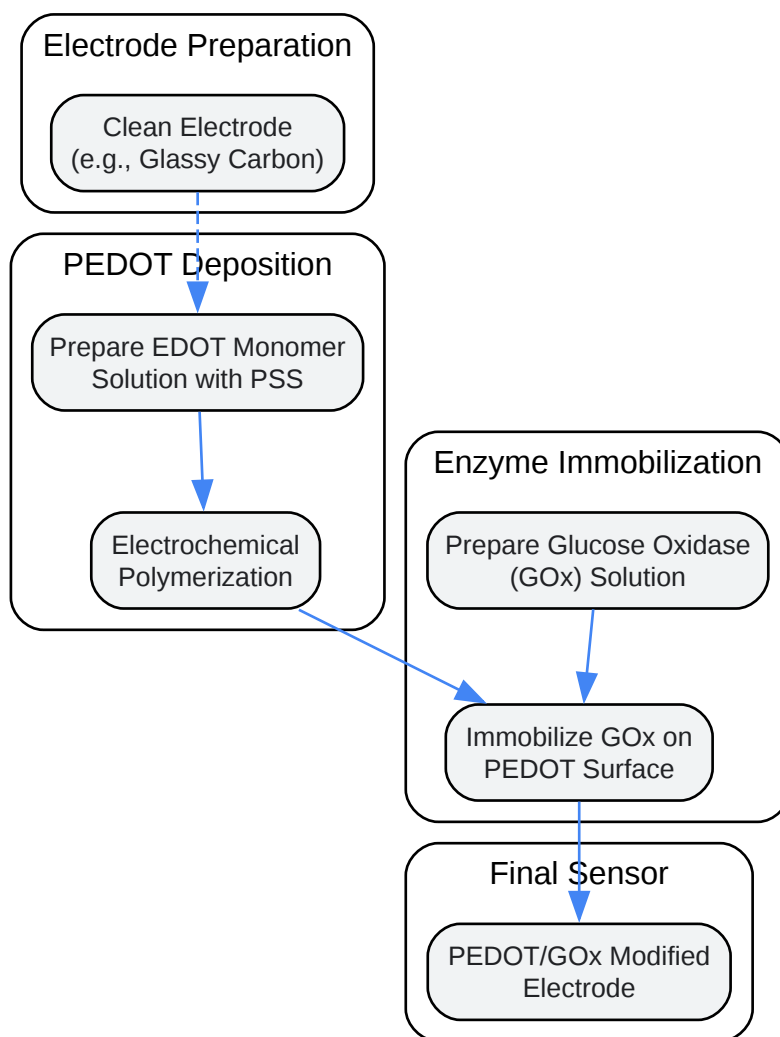 Electrode Preparation
Clean Electrode
(e.g., Glassy Carbon)
PEDOT Deposition
Prepare EDOT Monomer
Solution with PSS
Electrochemical
Polymerization
Enzyme Immobilization
Prepare Glucose Oxidase
(GOx) Solution
Immobilize GOx on
PEDOT Surface
Final Sensor
PEDOT/GOx Modified
Electrode